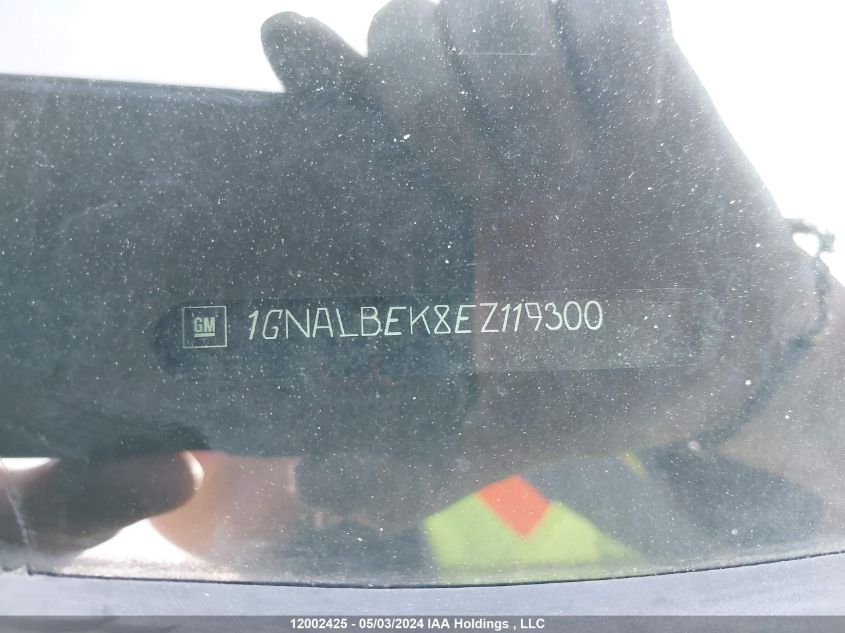 GM 1GNALBEK8EZ119300
12002425 - 05/03/2024 IAA Holdings , LLC